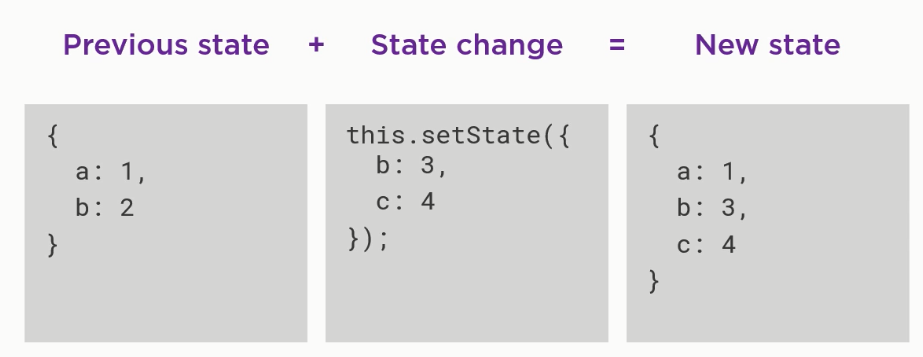 Previous state + State change = New state
{
a: 1,
b: 2
}
this.setState({
b: 3,
c: 4
});
{
a: 1,
b: 3,
c: 4
}